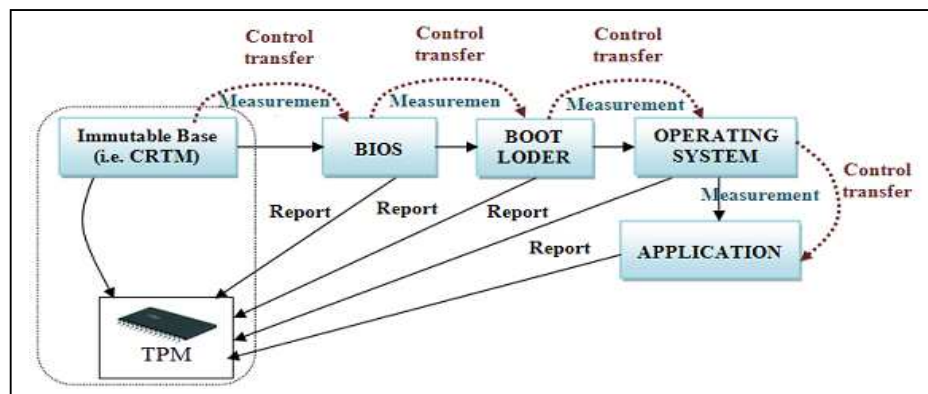 Control
transfer
Control
transfer
Control
transfer
Measuremen
Measuremen
Measurement
Immutable Base
(i.e. CRTM)
BIOS
BOOT
LODER
OPERATING
SYSTEM
Control
transfer
Measurement
Report
Report
Report
Report
APPLICATION
TPM